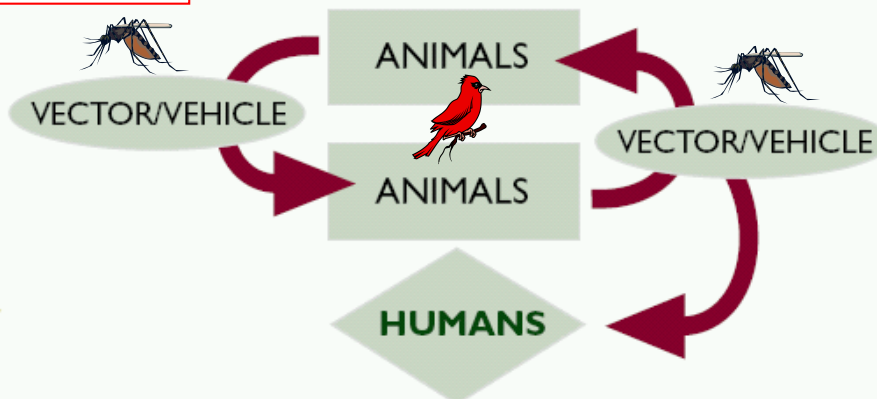 ANIMALS
VECTOR/VEHICLE
VECTOR/VEHICLE
ANIMALS
HUMANS